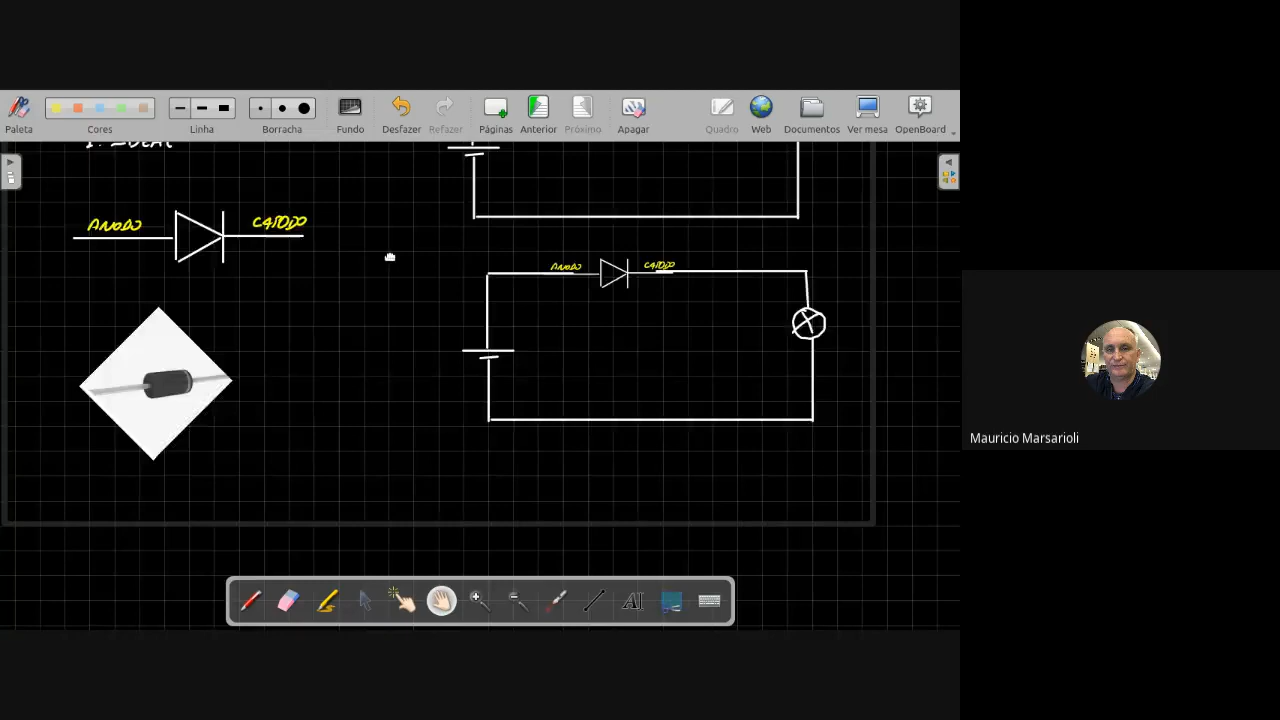 Paleta Cores Linha Borracha Fundo Desfazer Refazer Páginas Anterior Próximo Apagar Quadro Web Documentos Ver mesa OpenBoard
ANODO CATODO
ANODO CATODO
Mauricio Marsarioli
AI